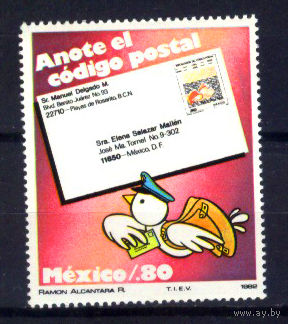 Anote el
código postal
Sr. Manuel Delgado M.
Blvd. Benito Juárez No 93
22710 – Playas de Rosarito, B.C.N.
Sra. Elena Salazar Mallén
José Ma. Tornel No 9-302
11850 – México, D.F.
México/.80
RAMON ALCANTARA R.
T.I.E.V.
1982
www.ay.by